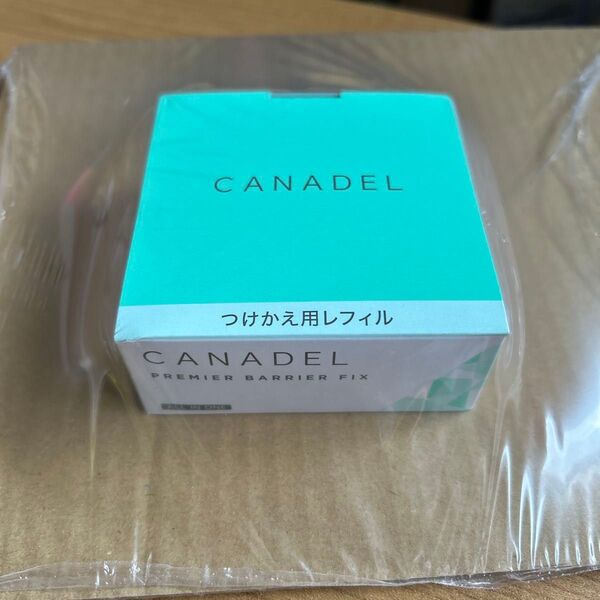 CANADEL
つけかえ用レフィル
CANADEL
PREMIER BARRIER FIX
ALL IN ONE